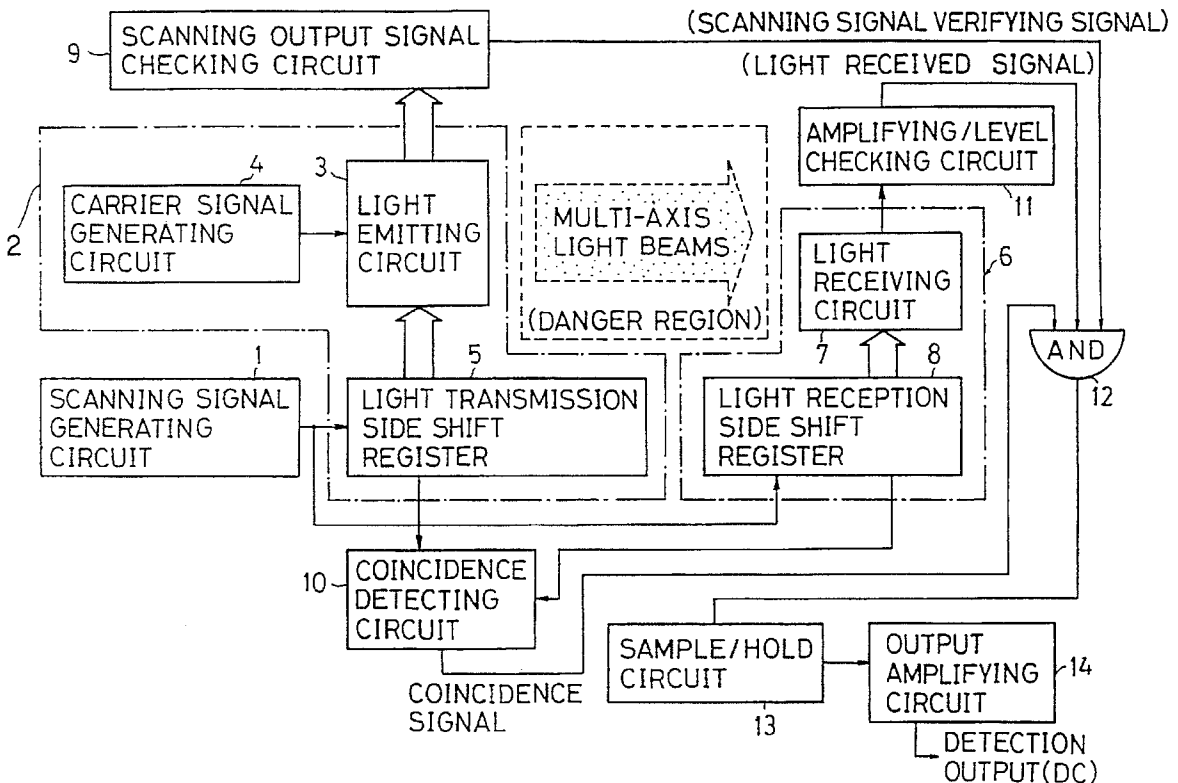 (SCANNING SIGNAL VERIFYING SIGNAL)
9
SCANNING OUTPUT SIGNAL
CHECKING CIRCUIT
(LIGHT RECEIVED SIGNAL)
2
4
CARRIER SIGNAL
GENERATING
CIRCUIT
3
LIGHT
EMITTING
CIRCUIT
MULTI-AXIS
LIGHT BEAMS
(DANGER REGION)
AMPLIFYING/LEVEL
CHECKING CIRCUIT
11
LIGHT
RECEIVING
CIRCUIT
7
6
AND
12
1
SCANNING SIGNAL
GENERATING
CIRCUIT
5
LIGHT TRANSMISSION
SIDE SHIFT
REGISTER
8
LIGHT RECEPTION
SIDE SHIFT
REGISTER
10
COINCIDENCE
DETECTING
CIRCUIT
COINCIDENCE
SIGNAL
SAMPLE/HOLD
CIRCUIT
13
OUTPUT
AMPLIFYING
CIRCUIT
14
DETECTION
OUTPUT(DC)